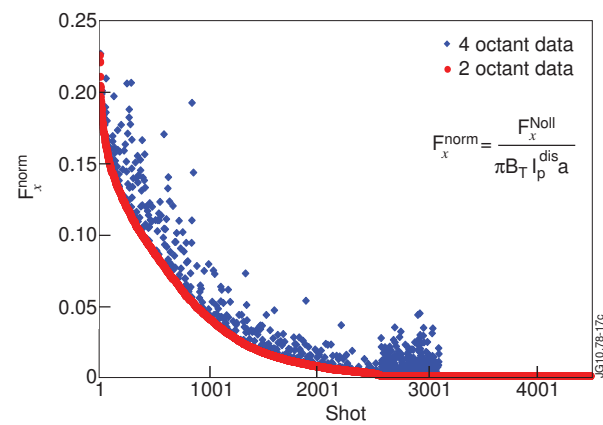 0.25
0.20
0.15
0.10
0.05
0
F_x^norm
4 octant data
2 octant data
F_x^norm = F_x^Noll / πB_T I_p^dis a
1
1001
2001
3001
4001
Shot
JG10.78-17c